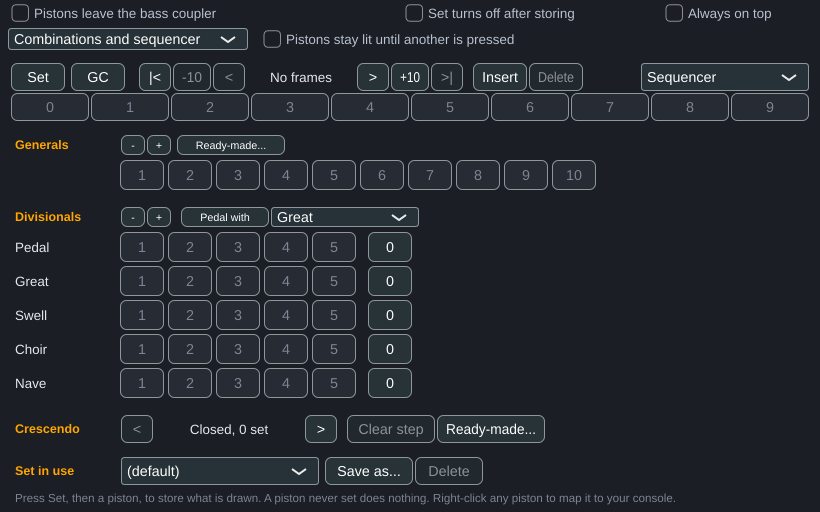 Pistons leave the bass coupler Set turns off after storing Always on top
Combinations and sequencer Pistons stay lit until another is pressed
Set GC |< -10 < No frames > +10 >| Insert Delete Sequencer
0 1 2 3 4 5 6 7 8 9
Generals - + Ready-made...
1 2 3 4 5 6 7 8 9 10
Divisionals - + Pedal with Great
Pedal 1 2 3 4 5 0
Great 1 2 3 4 5 0
Swell 1 2 3 4 5 0
Choir 1 2 3 4 5 0
Nave 1 2 3 4 5 0
Crescendo < Closed, 0 set > Clear step Ready-made...
Set in use (default) Save as... Delete
Press Set, then a piston, to store what is drawn. A piston never set does nothing. Right-click any piston to map it to your console.